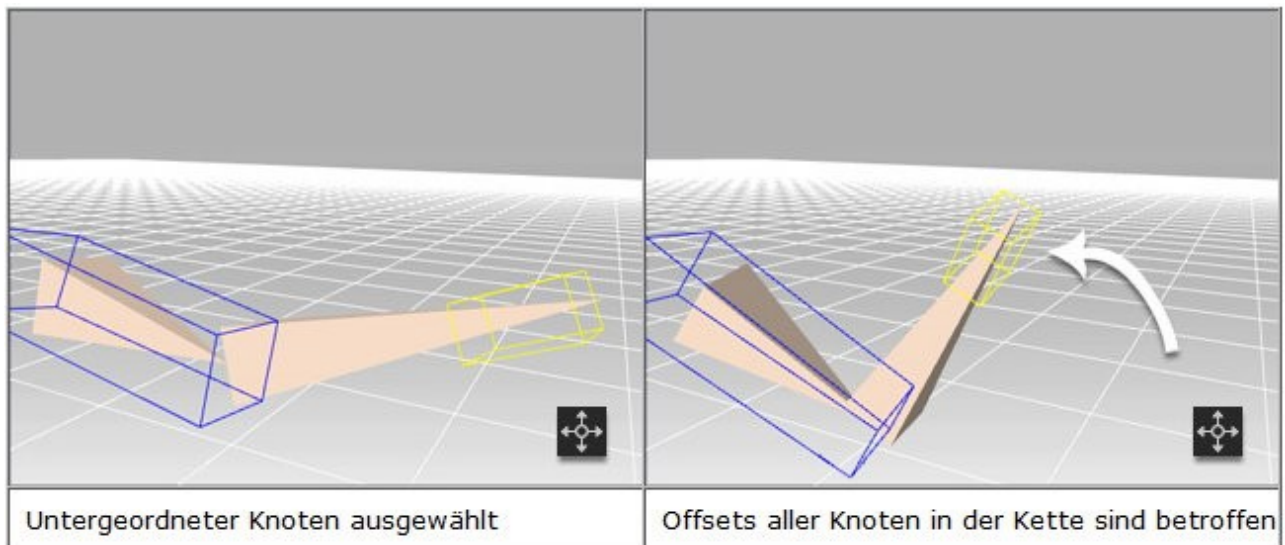 Untergeordneter Knoten ausgewählt
Offsets aller Knoten in der Kette sind betroffen